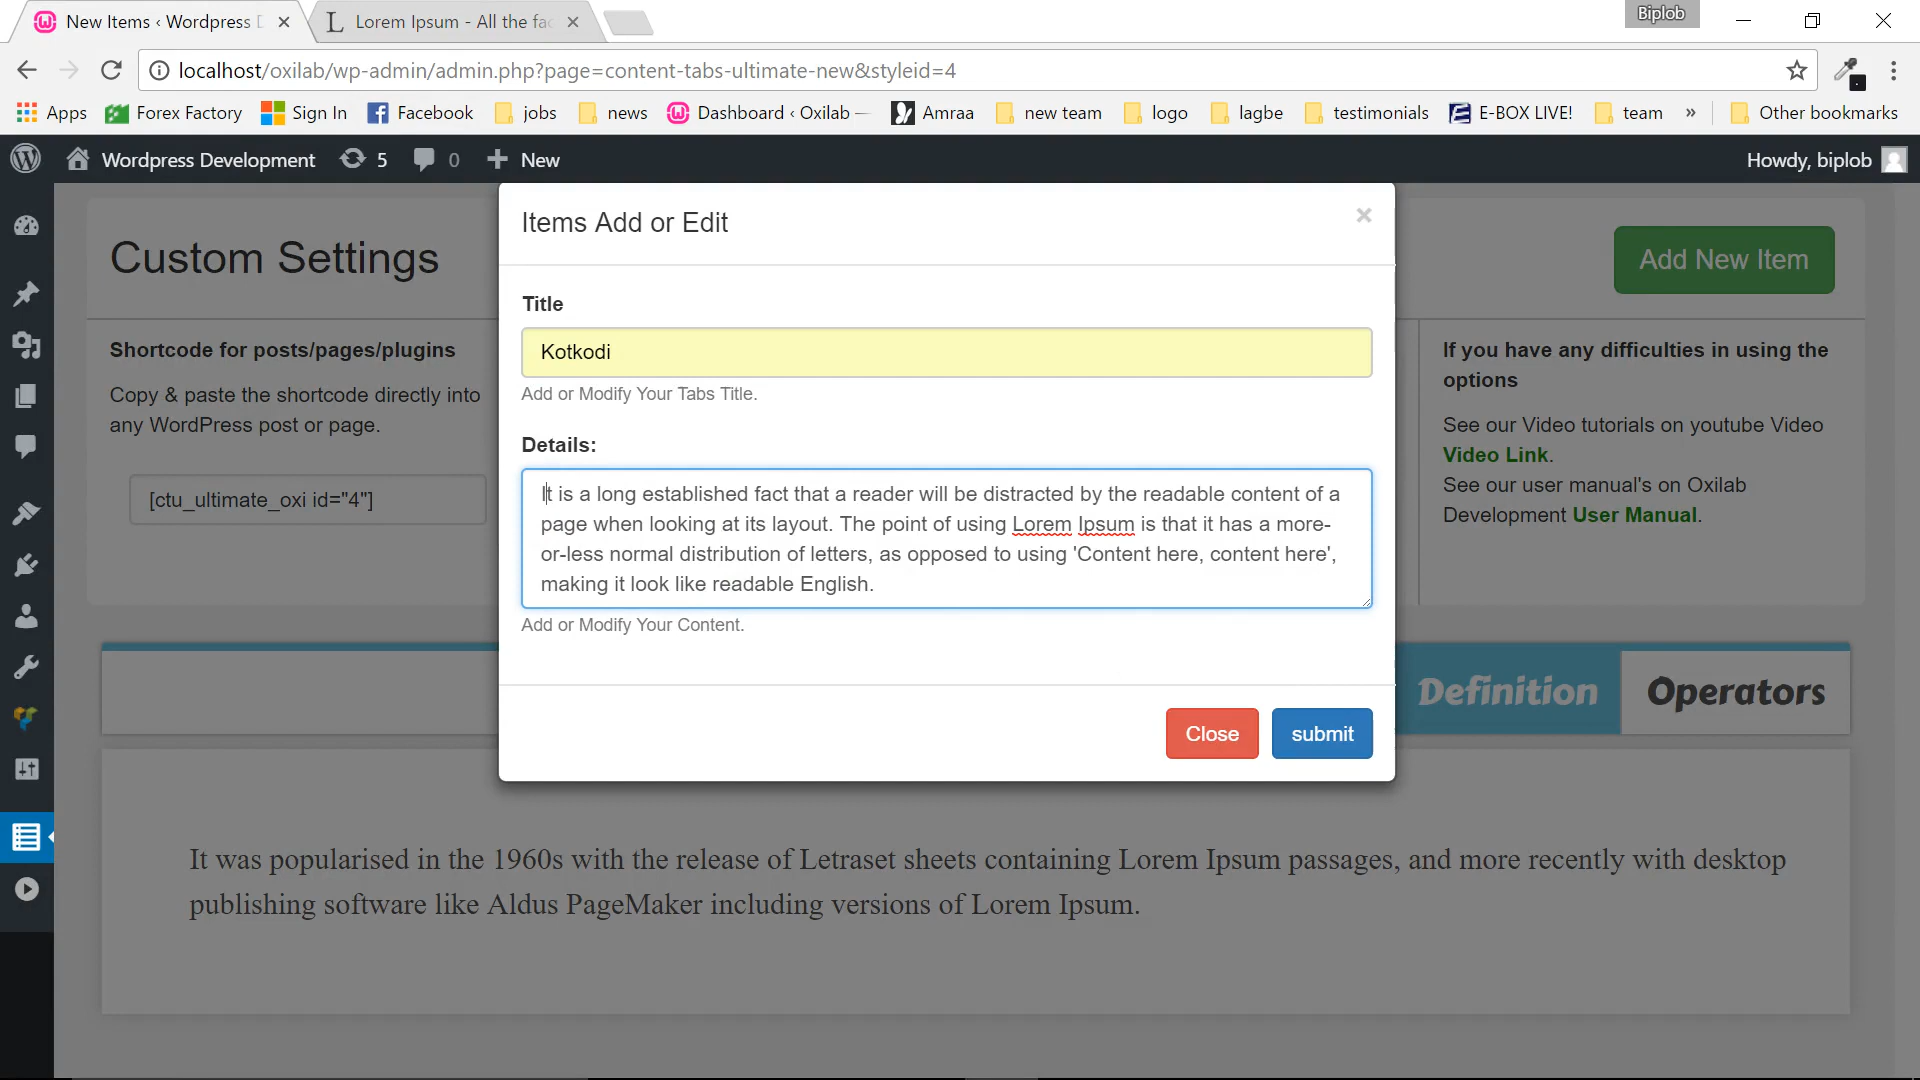 New Items ‹ Wordpress D
Lorem Ipsum - All the fac
Biplob
localhost/oxilab/wp-admin/admin.php?page=content-tabs-ultimate-new&styleid=4
Apps
Forex Factory
Sign In
Facebook
jobs
news
Dashboard ‹ Oxilab —
Amraa
new team
logo
lagbe
testimonials
E-BOX LIVE!
team
»
Other bookmarks
Wordpress Development
5
0
New
Howdy, biplob
Custom Settings
Add New Item
Items Add or Edit
×
Title
Kotkodi
Add or Modify Your Tabs Title.
Details:
It is a long established fact that a reader will be distracted by the readable content of a
page when looking at its layout. The point of using Lorem Ipsum is that it has a more-
or-less normal distribution of letters, as opposed to using 'Content here, content here',
making it look like readable English.
Add or Modify Your Content.
Close
submit
Shortcode for posts/pages/plugins
Copy & paste the shortcode directly into
any WordPress post or page.
[ctu_ultimate_oxi id="4"]
If you have any difficulties in using the
options
See our Video tutorials on youtube Video
Video Link.
See our user manual's on Oxilab
Development User Manual.
Definition
Operators
It was popularised in the 1960s with the release of Letraset sheets containing Lorem Ipsum passages, and more recently with desktop
publishing software like Aldus PageMaker including versions of Lorem Ipsum.